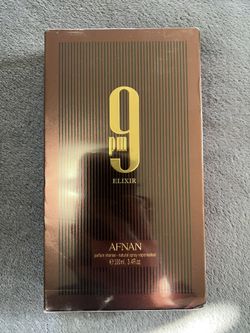 9
pm
ELIXIR
AFNAN
parfum intense - natural spray vaporisateur
℮ 100ml. 3.4fl.oz